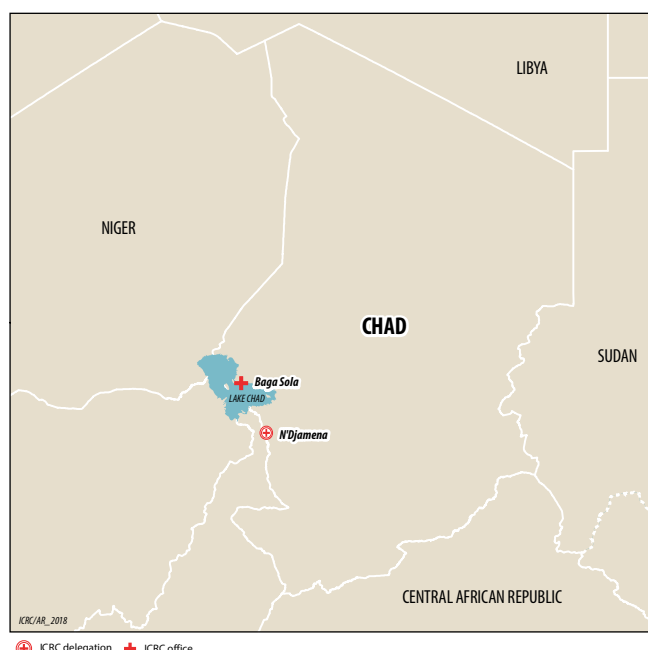 LIBYA
NIGER
CHAD
SUDAN
Baga Sola
LAKE CHAD
N'Djamena
CENTRAL AFRICAN REPUBLIC
ICRC/AR_2018
ICRC delegation ICRC office